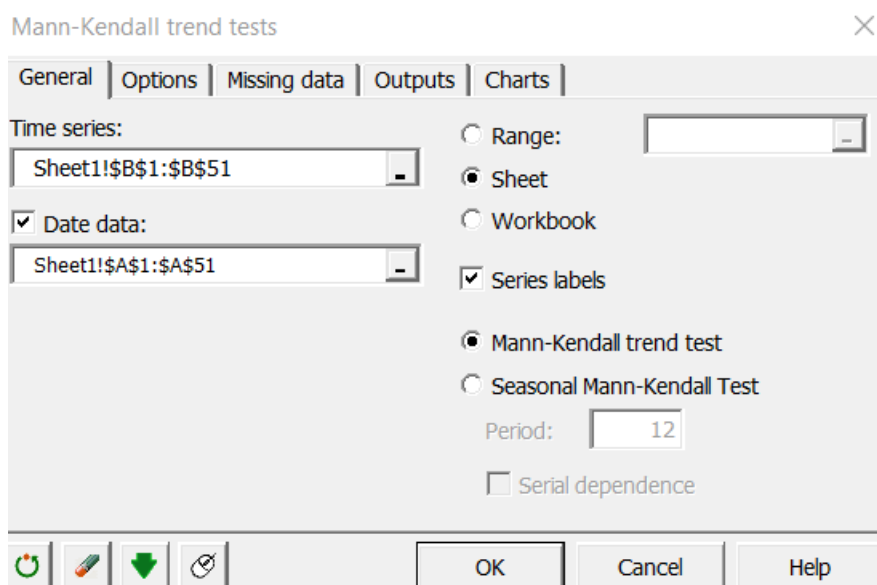 Mann-Kendall trend tests
General Options Missing data Outputs Charts
Time series:
Sheet1!$B$1:$B$51
Date data:
Sheet1!$A$1:$A$51
Range:
Sheet
Workbook
Series labels
Mann-Kendall trend test
Seasonal Mann-Kendall Test
Period: 12
Serial dependence
OK Cancel Help